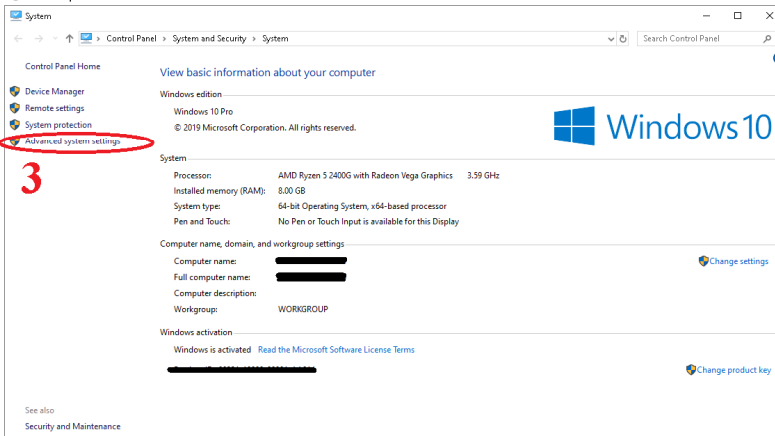 System
Control Panel > System and Security > System
Search Control Panel
Control Panel Home
Device Manager
Remote settings
System protection
Advanced system settings
3
View basic information about your computer
Windows edition
Windows 10 Pro
© 2019 Microsoft Corporation. All rights reserved.
Windows 10
System
Processor: AMD Ryzen 5 2400G with Radeon Vega Graphics 3.59 GHz
Installed memory (RAM): 8.00 GB
System type: 64-bit Operating System, x64-based processor
Pen and Touch: No Pen or Touch Input is available for this Display
Computer name, domain, and workgroup settings
Computer name:
Change settings
Full computer name:
Computer description:
Workgroup: WORKGROUP
Windows activation
Windows is activated Read the Microsoft Software License Terms
Change product key
See also
Security and Maintenance